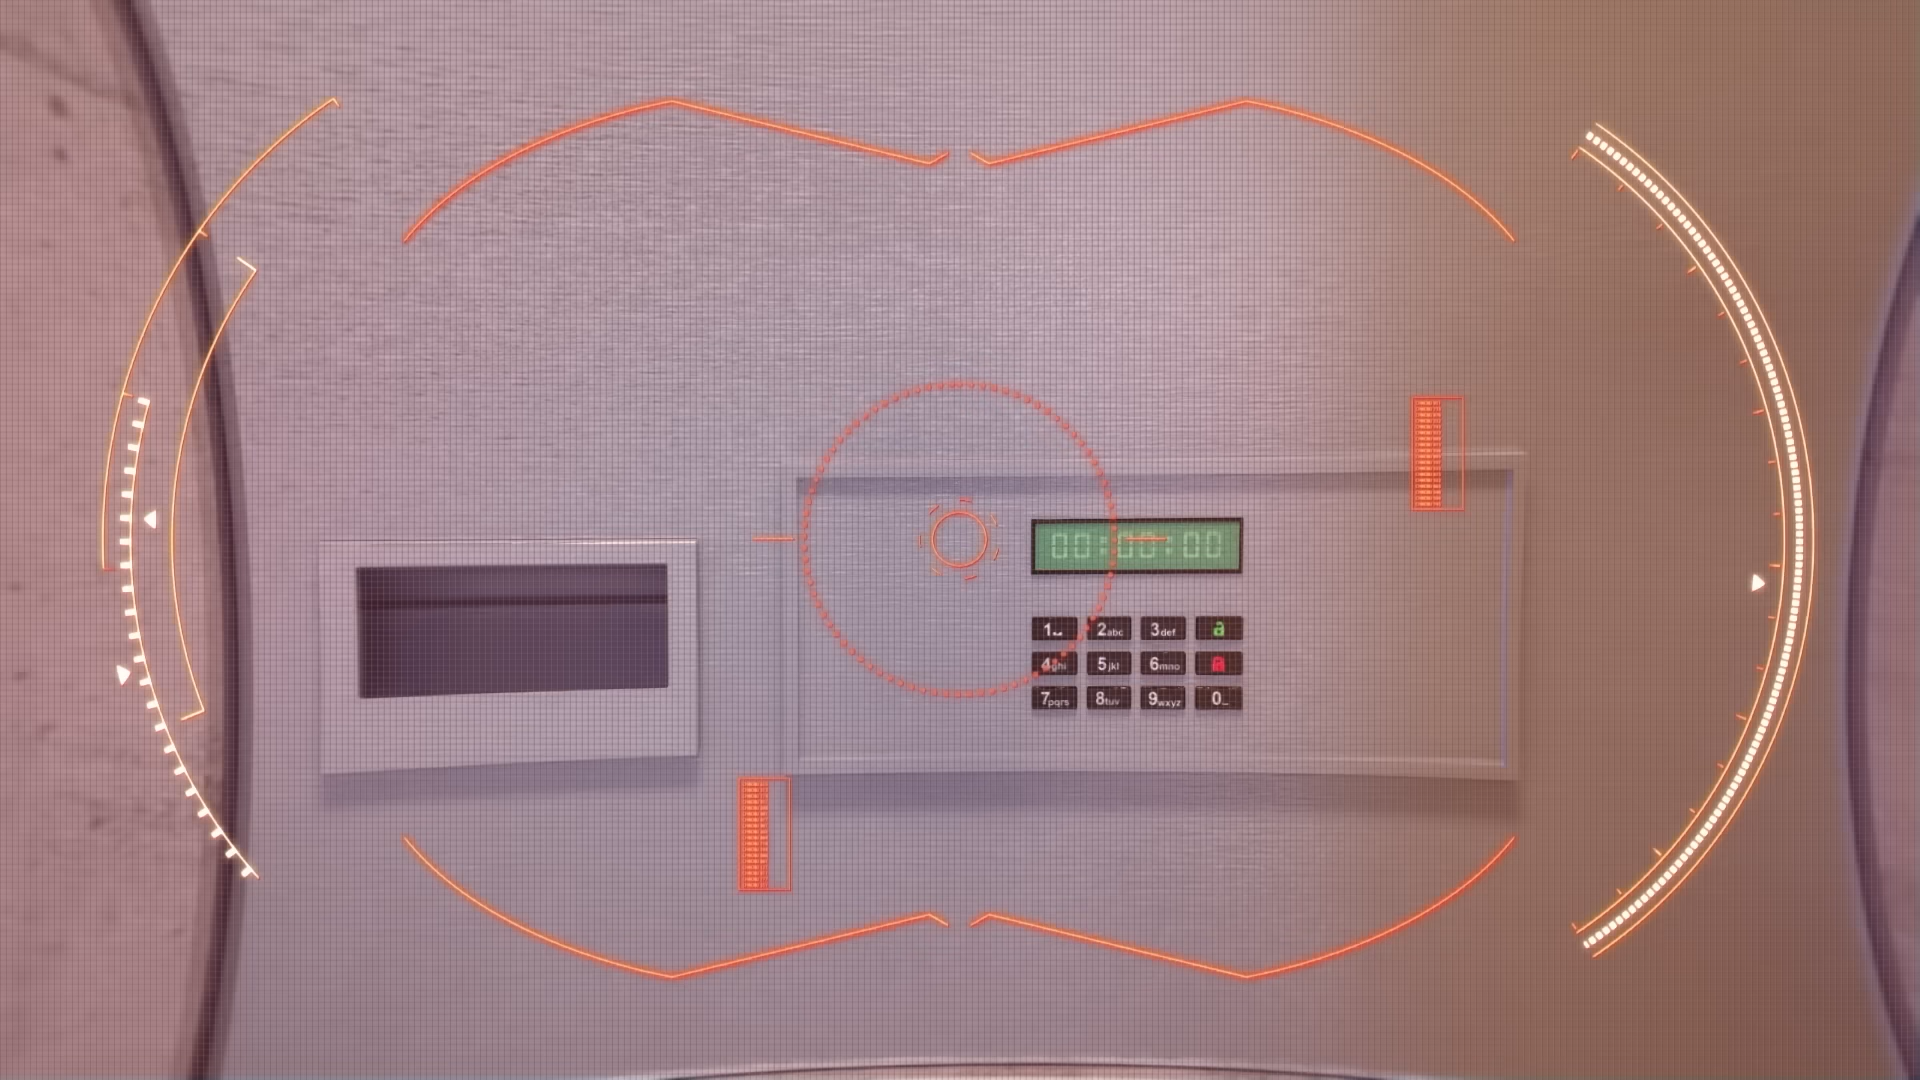 00:00:00
1 2abc 3def
4ghi 5jkl 6mno
7pqrs 8tuv 9wxyz 0